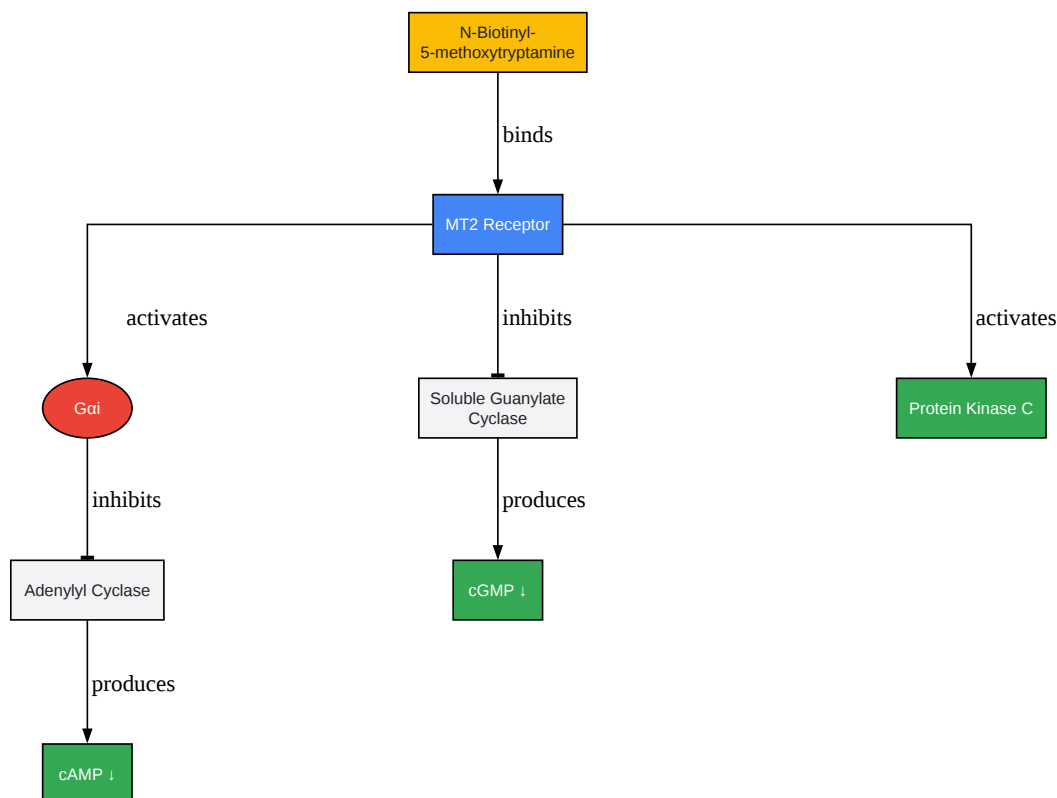 N-Biotinyl-
5-methoxytryptamine
binds
MT2 Receptor
activates
inhibits
activates
Gαi
Soluble Guanylate
Cyclase
Protein Kinase C
inhibits
produces
Adenylyl Cyclase
cGMP ↓
produces
cAMP ↓